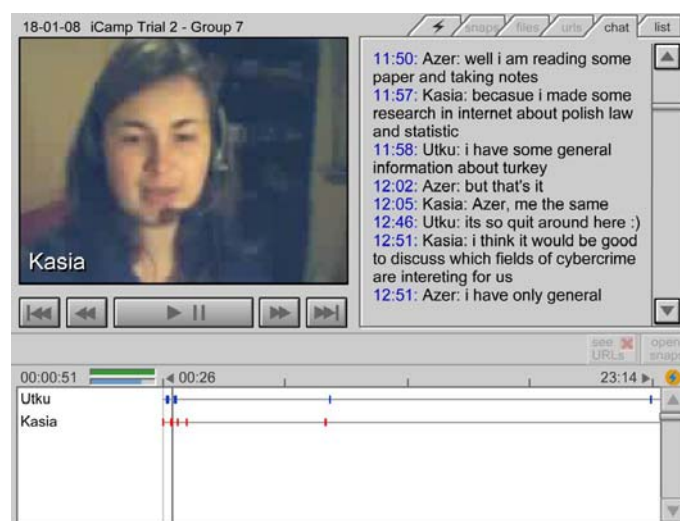 18-01-08 iCamp Trial 2 - Group 7
snaps files urls chat list
11:50: Azer: well i am reading some
paper and taking notes
11:57: Kasia: becasue i made some
research in internet about polish law
and statistic
11:58: Utku: i have some general
information about turkey
12:02: Azer: but that's it
12:05: Kasia: Azer, me the same
12:46: Utku: its so quit around here :)
12:51: Kasia: i think it would be good
to discuss which fields of cybercrime
are intereting for us
12:51: Azer: i have only general
Kasia
see URLs
open snaps
00:00:51 00:26 23:14
Utku
Kasia